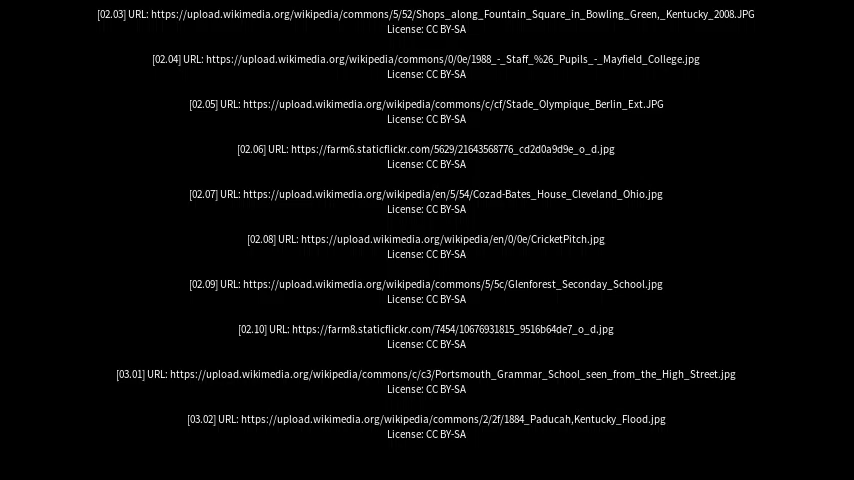 [02.03] URL: https://upload.wikimedia.org/wikipedia/commons/5/52/Shops_along_Fountain_Square_in_Bowling_Green,_Kentucky_2008.JPG
License: CC BY-SA
[02.04] URL: https://upload.wikimedia.org/wikipedia/commons/0/0e/1988_-_Staff_%26_Pupils_-_Mayfield_College.jpg
License: CC BY-SA
[02.05] URL: https://upload.wikimedia.org/wikipedia/commons/c/cf/Stade_Olympique_Berlin_Ext.JPG
License: CC BY-SA
[02.06] URL: https://farm6.staticflickr.com/5629/21643568776_cd2d0a9d9e_o_d.jpg
License: CC BY-SA
[02.07] URL: https://upload.wikimedia.org/wikipedia/en/5/54/Cozad-Bates_House_Cleveland_Ohio.jpg
License: CC BY-SA
[02.08] URL: https://upload.wikimedia.org/wikipedia/en/0/0e/CricketPitch.jpg
License: CC BY-SA
[02.09] URL: https://upload.wikimedia.org/wikipedia/commons/5/5c/Glenforest_Seconday_School.jpg
License: CC BY-SA
[02.10] URL: https://farm8.staticflickr.com/7454/10676931815_9516b64de7_o_d.jpg
License: CC BY-SA
[03.01] URL: https://upload.wikimedia.org/wikipedia/commons/c/c3/Portsmouth_Grammar_School_seen_from_the_High_Street.jpg
License: CC BY-SA
[03.02] URL: https://upload.wikimedia.org/wikipedia/commons/2/2f/1884_Paducah,Kentucky_Flood.jpg
License: CC BY-SA